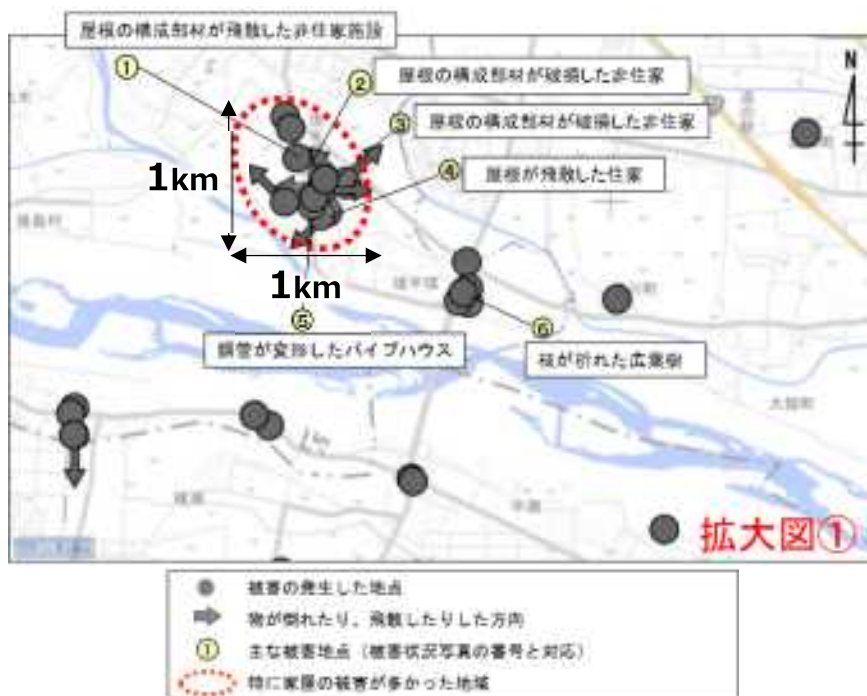 屋根の構成部材が飛散した非住家施設
N
①
②
屋根の構成部材が破損した非住家
③
屋根の構成部材が破損した非住家
④
屋根が飛散した住家
1km
1km
⑤
鋼管が変形したパイプハウス
⑥
枝が折れた広葉樹
拡大図①
被害の発生した地点
物が倒れたり、飛散したりした方向
① 主な被害地点（被害状況写真の番号と対応）
特に家屋の被害が多かった地域